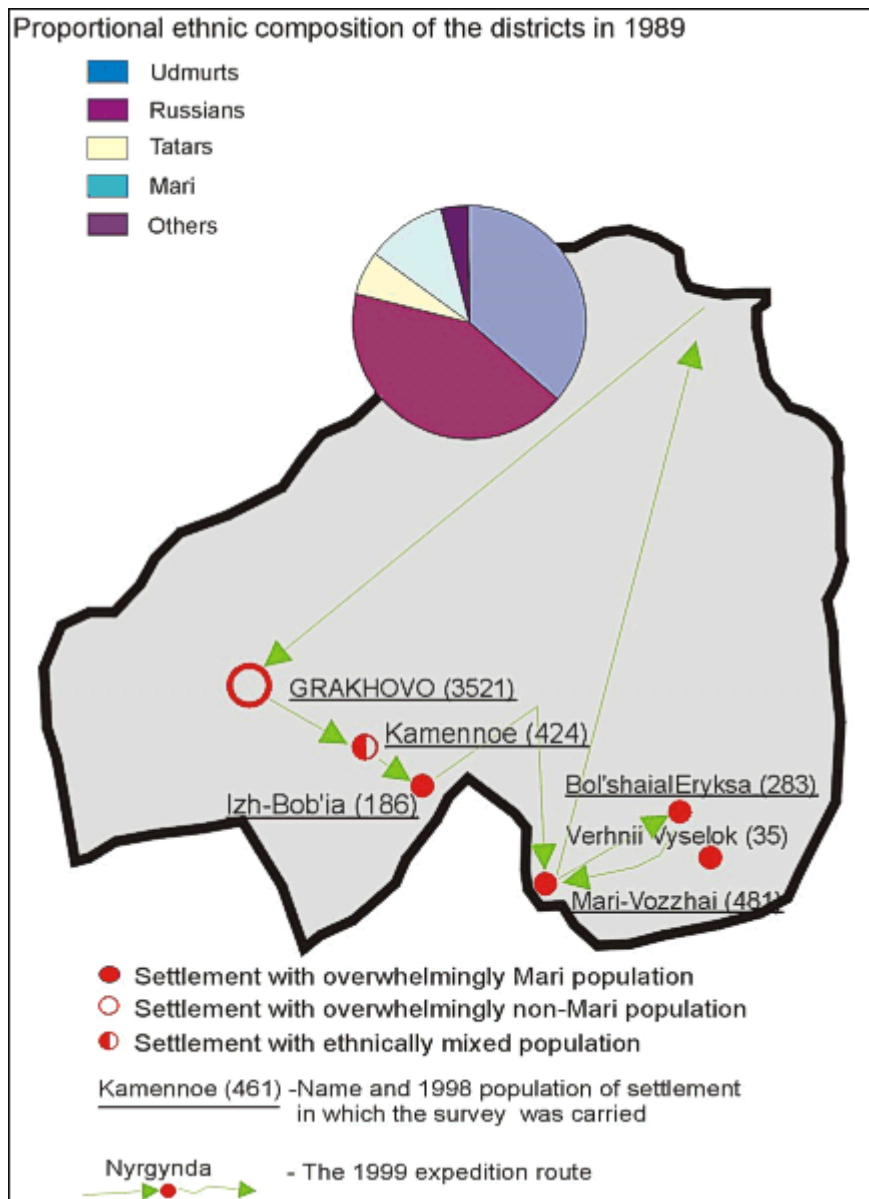 Proportional ethnic composition of the districts in 1989
Udmurts
Russians
Tatars
Mari
Others
GRAKHOVO (3521)
Kamennoe (424)
Izh-Bob'ia (186)
Bol'shaiaIEryksa (283)
Verhnii Vyselok (35)
Mari-Vozzhai (481)
Settlement with overwhelmingly Mari population
Settlement with overwhelmingly non-Mari population
Settlement with ethnically mixed population
Kamennoe (461) -Name and 1998 population of settlement
in which the survey was carried
Nyrgynda - The 1999 expedition route